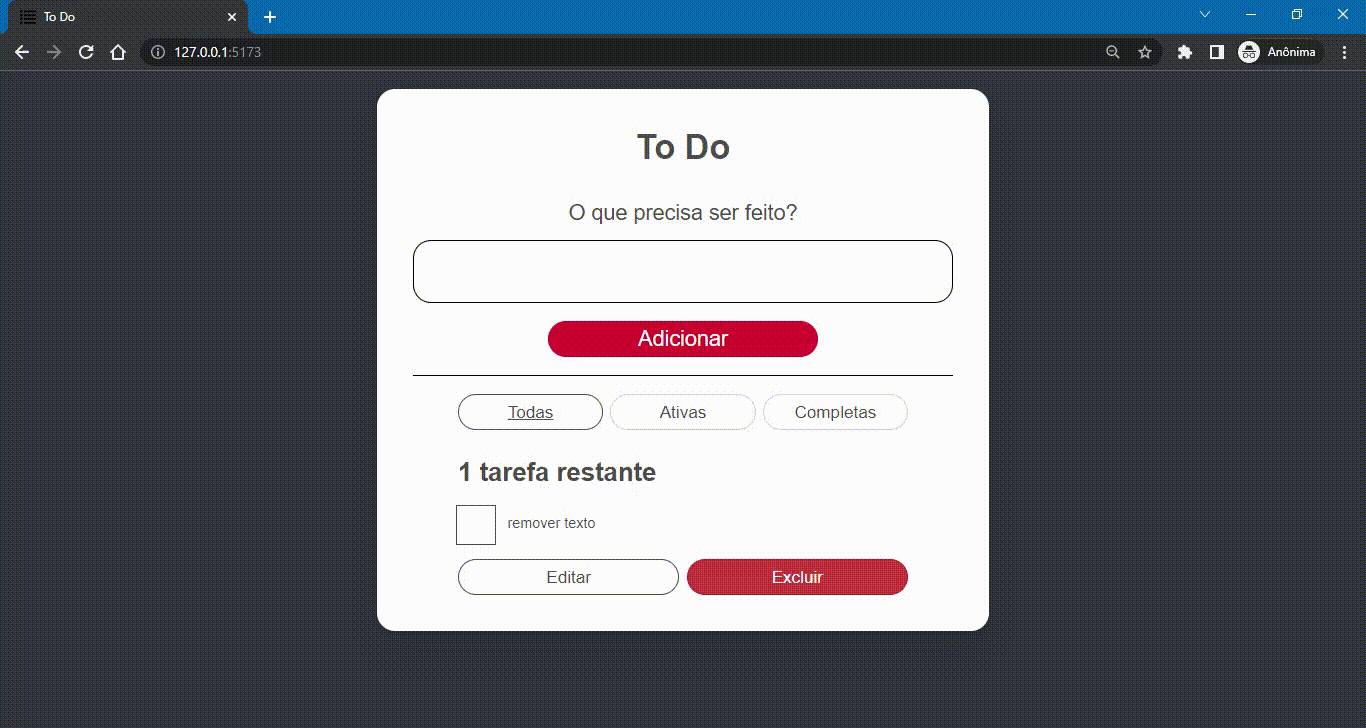 To Do
127.0.0.1:5173
Anônima
To Do
O que precisa ser feito?
Adicionar
Todas Ativas Completas
1 tarefa restante
remover texto
Editar Excluir